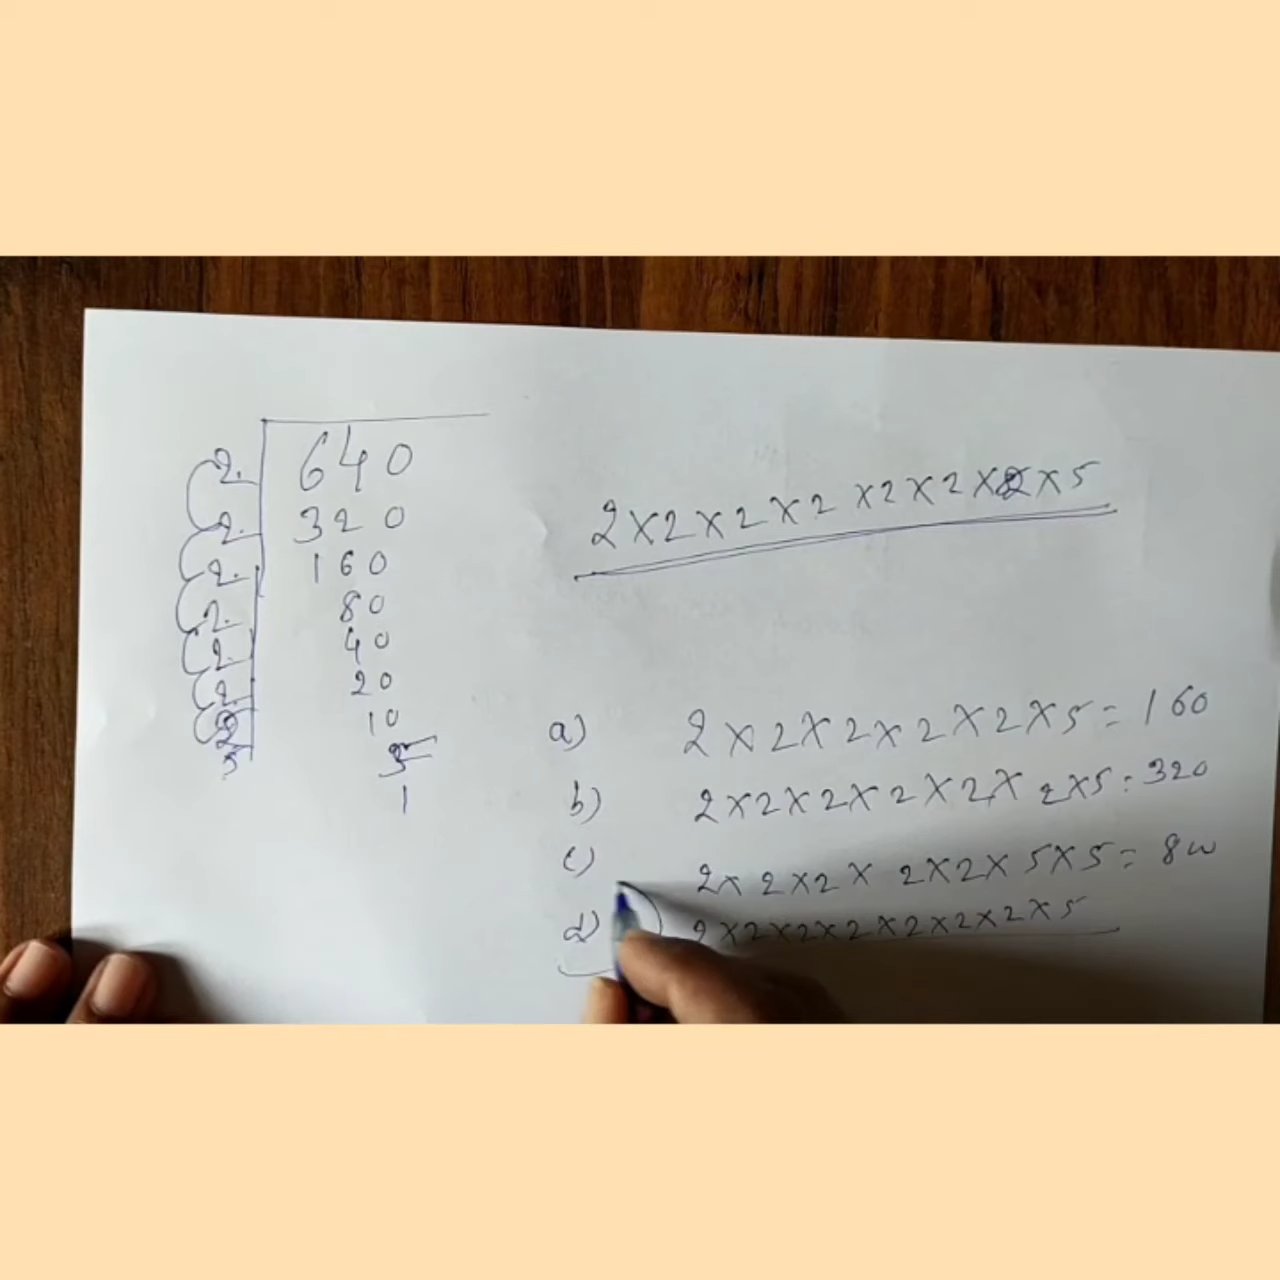 2. 640
2. 320
2. 160
2. 80
2. 40
2. 20
2 10
5 5
1
2×2×2×2×2×2×2×5
a) 2×2×2×2×2×5=160
b) 2×2×2×2×2×2×5=320
c) 2×2×2×2×2×5×5=800
d) 2×2×2×2×2×2×2×5